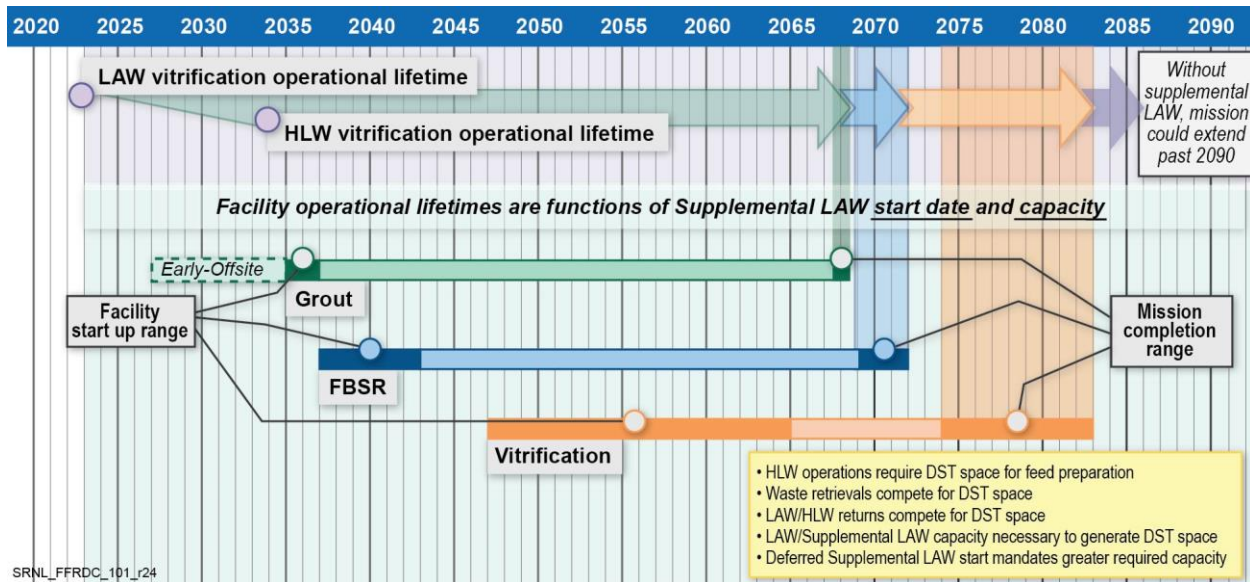 2020 2025 2030 2035 2040 2045 2050 2055 2060 2065 2070 2075 2080 2085 2090
LAW vitrification operational lifetime
HLW vitrification operational lifetime
Without
supplemental
LAW, mission
could extend
past 2090
Facility operational lifetimes are functions of Supplemental LAW start date and capacity
Early-Offsite
Grout
Facility
start up range
Mission
completion
range
FBSR
Vitrification
• HLW operations require DST space for feed preparation
• Waste retrievals compete for DST space
• LAW/HLW returns compete for DST space
• LAW/Supplemental LAW capacity necessary to generate DST space
• Deferred Supplemental LAW start mandates greater required capacity
SRNL_FFRDC_101_r24